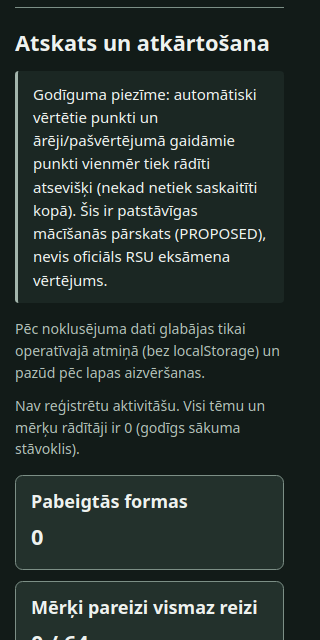 Atskats un atkārtošana
Godīguma piezīme: automātiski
vērtētie punkti un
ārēji/pašvērtējumā gaidāmie
punkti vienmēr tiek rādīti
atsevišķi (nekad netiek saskaitīti
kopā). Šis ir patstāvīgas
mācīšanās pārskats (PROPOSED),
nevis oficiāls RSU eksāmena
vērtējums.
Pēc noklusējuma dati glabājas tikai
operatīvajā atmiņā (bez localStorage) un
pazūd pēc lapas aizvēršanas.
Nav reģistrētu aktivitāšu. Visi tēmu un
mērķu rādītāji ir 0 (godīgs sākuma
stāvoklis).
Pabeigtās formas
0
Mērķi pareizi vismaz reizi
0 / 64